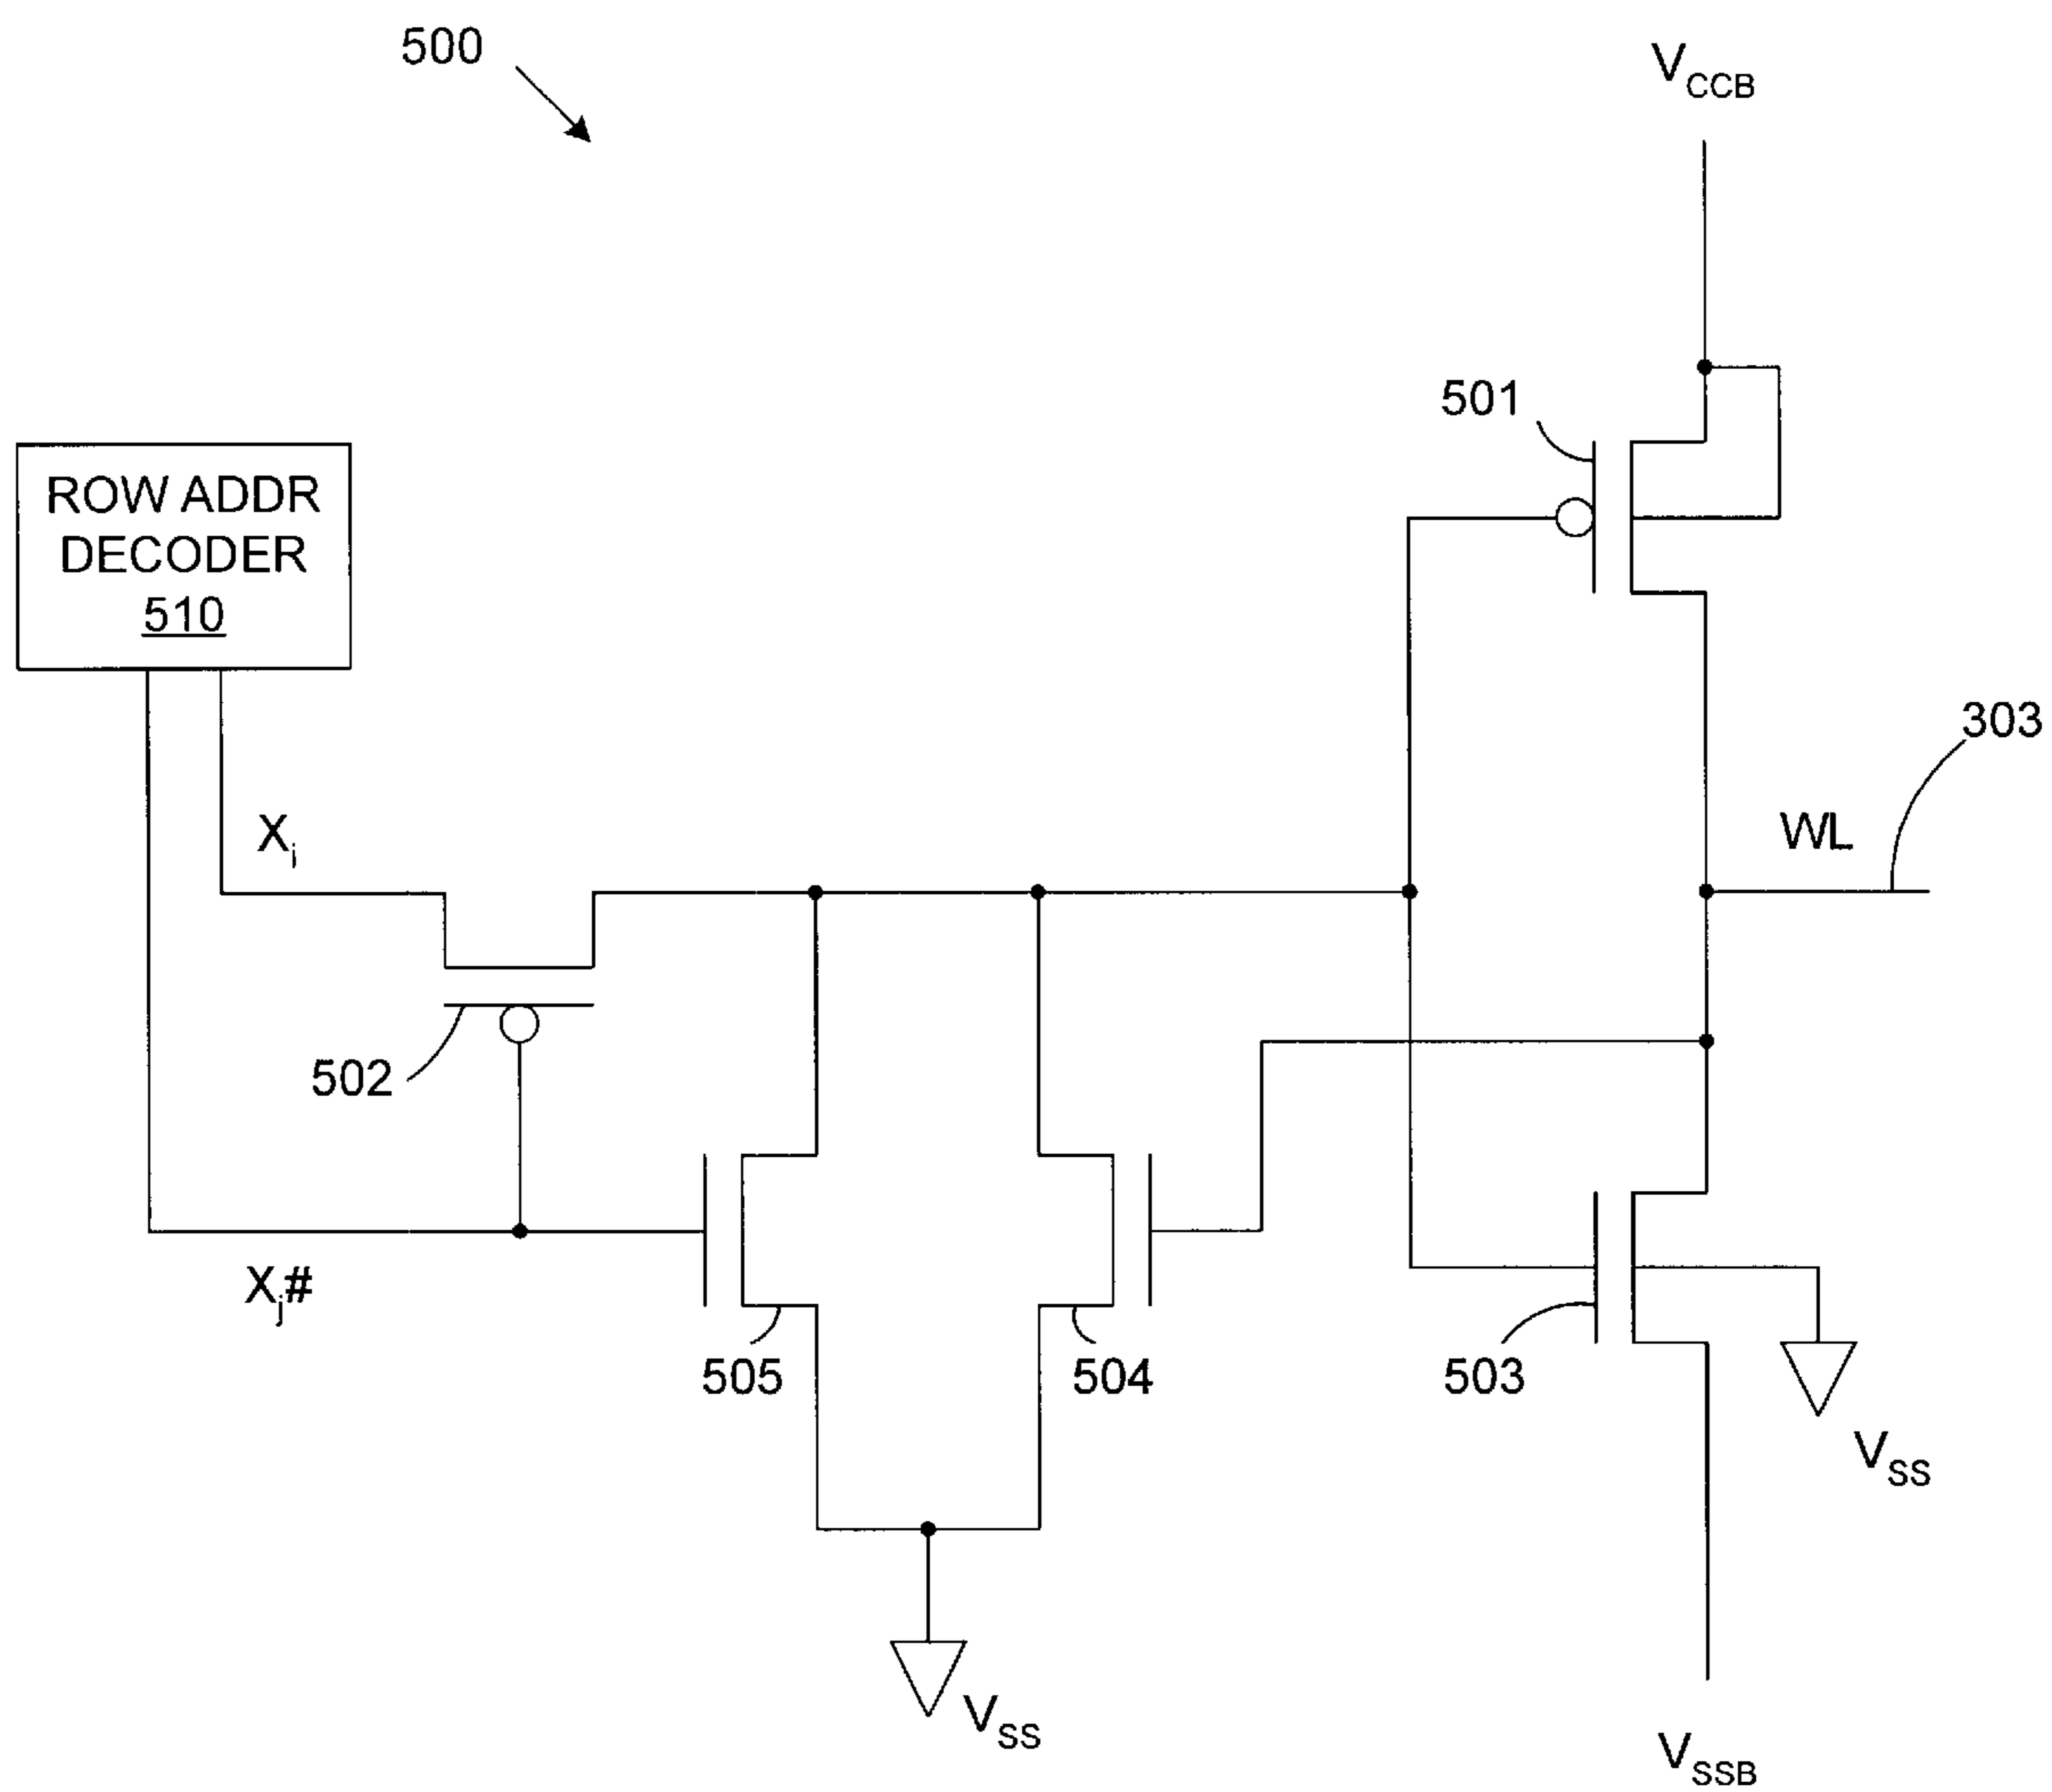 500
V_CCB
501
ROW ADDR
DECODER
510
303
X_i
WL
502
X_j#
505
504
503
V_SS
V_SS
V_SSB